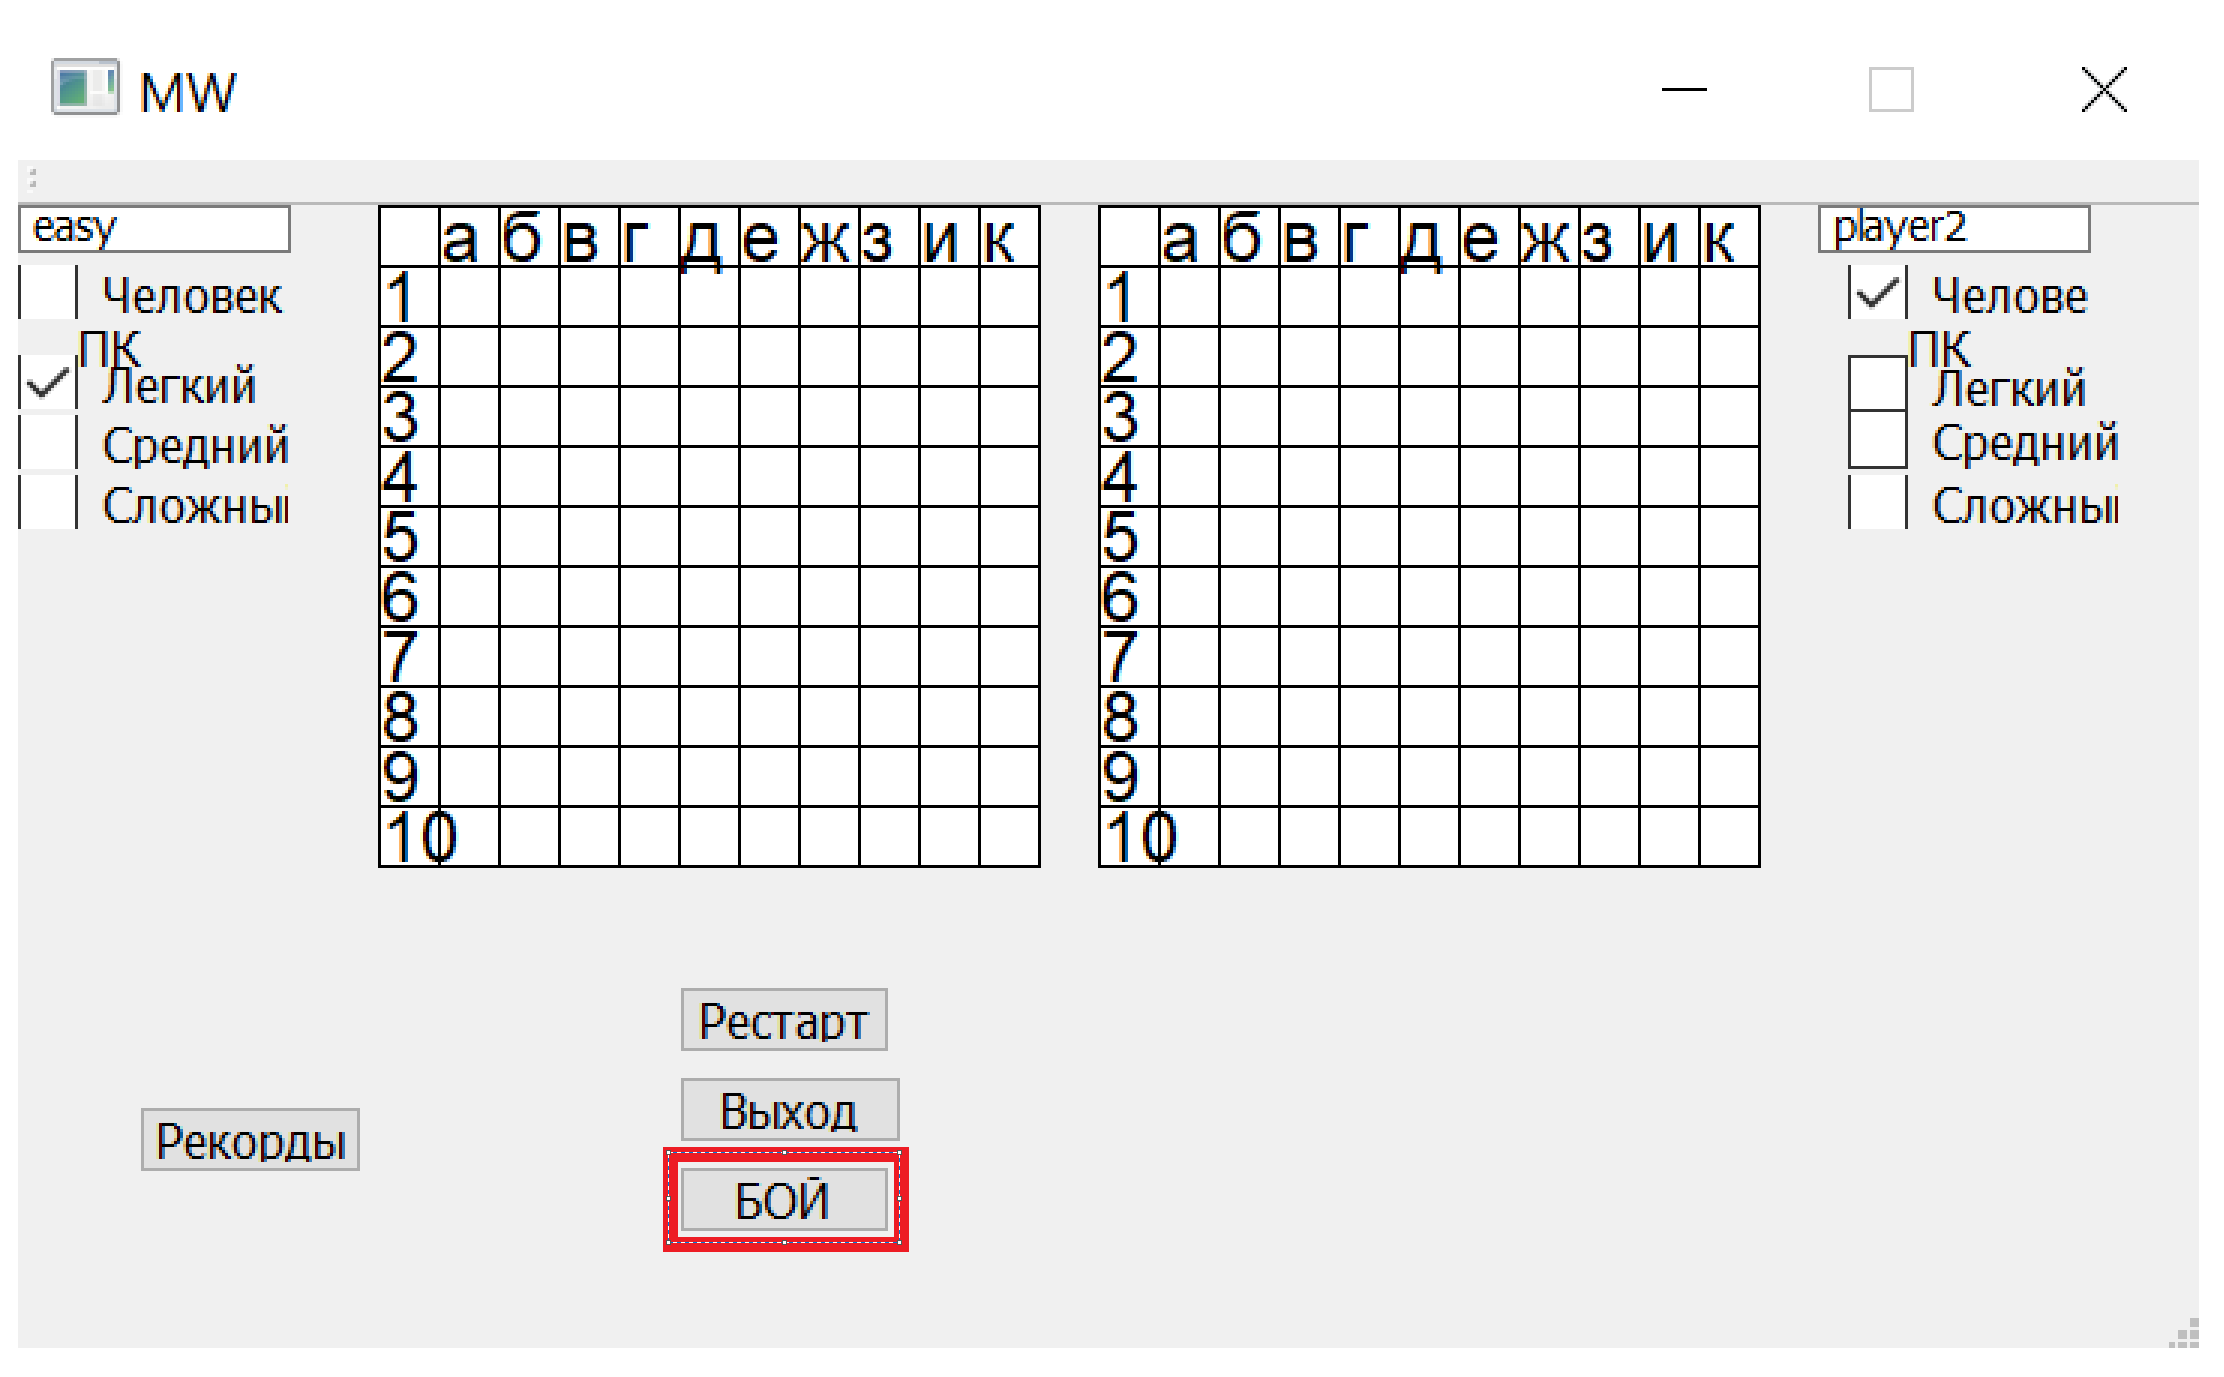 MW
easy
Человек
ПК
Легкий
Средний
Сложны
а б в г д е ж з и к
1
2
3
4
5
6
7
8
9
10
а б в г д е ж з и к
1
2
3
4
5
6
7
8
9
10
player2
Челове
ПК
Легкий
Средний
Сложны
Рестарт
Выход
Рекорды
БОЙ